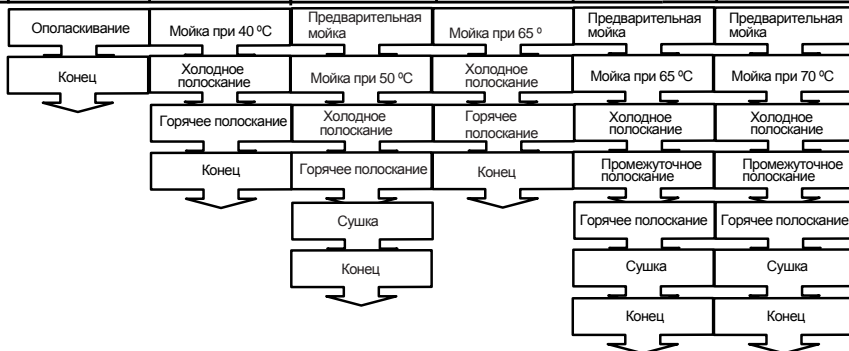 Ополаскивание
Конец
Мойка при 40 ºC
Холодное
полоскание
Горячее полоскание
Конец
Предварительная
мойка
Мойка при 50 ºC
Холодное
полоскание
Горячее полоскание
Сушка
Конец
Мойка при 65 º
Холодное
полоскание
Горячее
полоскание
Конец
Предварительная
мойка
Мойка при 65 ºC
Холодное
полоскание
Промежуточное
полоскание
Горячее полоскание
Сушка
Конец
Предварительная
мойка
Мойка при 70 ºC
Холодное
полоскание
Промежуточное
полоскание
Горячее полоскание
Сушка
Конец